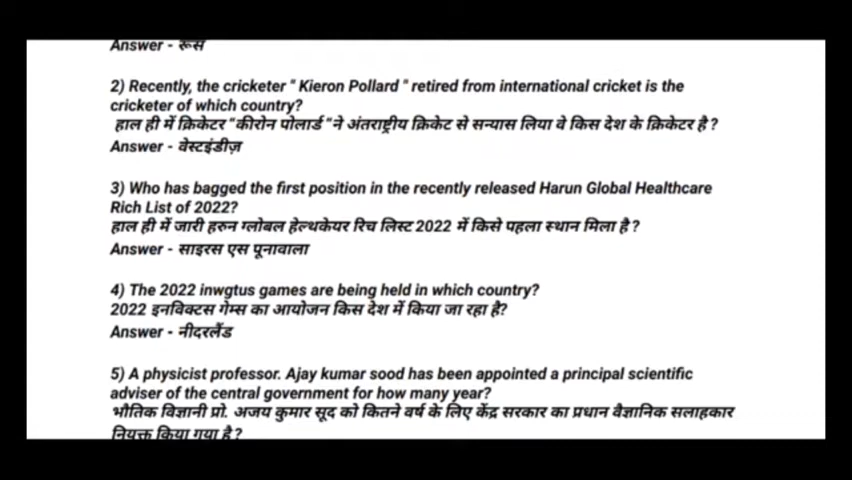 Answer - रूस
2) Recently, the cricketer " Kieron Pollard " retired from international cricket is the
cricketer of which country?
हाल ही में क्रिकेटर "कीरोन पोलार्ड "ने अंतराष्ट्रीय क्रिकेट से सन्यास लिया वे किस देश के क्रिकेटर है ?
Answer - वेस्टइंडीज़
3) Who has bagged the first position in the recently released Harun Global Healthcare
Rich List of 2022?
हाल ही में जारी हरुन ग्लोबल हेल्थकेयर रिच लिस्ट 2022 में किसे पहला स्थान मिला है ?
Answer - साइरस एस पूनावाला
4) The 2022 inwgtus games are being held in which country?
2022 इनविक्टस गेम्स का आयोजन किस देश में किया जा रहा है?
Answer - नीदरलैंड
5) A physicist professor. Ajay kumar sood has been appointed a principal scientific
adviser of the central government for how many year?
भौतिक विज्ञानी प्रो. अजय कुमार सूद को कितने वर्ष के लिए केंद्र सरकार का प्रधान वैज्ञानिक सलाहकार
नियुक्त किया गया है ?